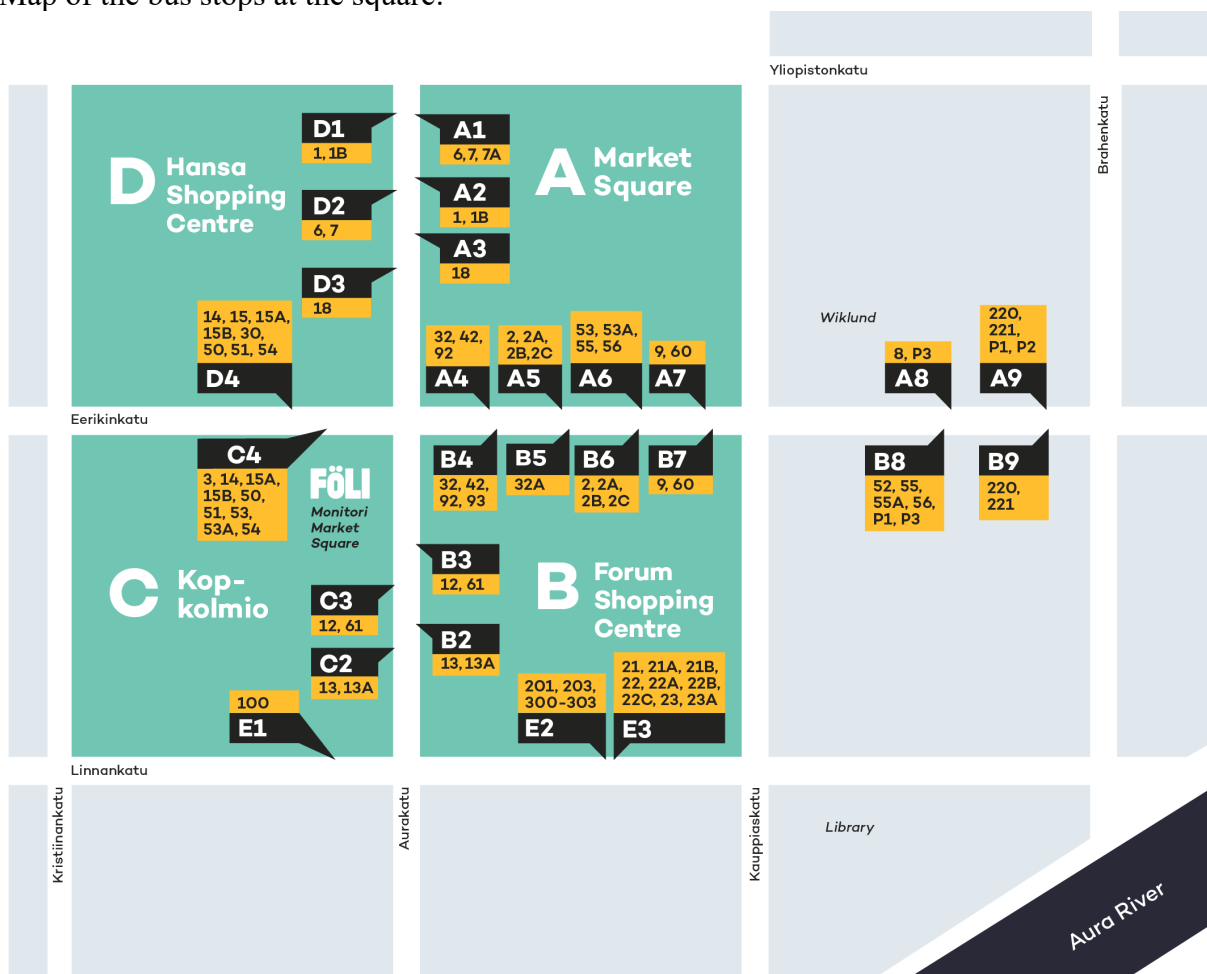 Map of the bus stops at the square:
Yliopistonkatu
Brahenkatu
D Hansa
Shopping
Centre
D1
1, 1B
D2
6, 7
D3
18
14, 15, 15A,
15B, 30,
50, 51, 54
D4
A Market
Square
A1
6,7, 7A
A2
1, 1B
A3
18
32, 42,
92
A4
2, 2A,
2B,2C
A5
53, 53A,
55, 56
A6
9, 60
A7
Wiklund
8, P3
A8
220,
221,
P1, P2
A9
Eerikinkatu
C4
3, 14, 15A,
15B, 50,
51, 53,
53A, 54
FÖLI
Monitori
Market
Square
C Kop-
kolmio
C3
12, 61
C2
13, 13A
100
E1
B4
32, 42,
92, 93
B5
32A
B6
2, 2A,
2B, 2C
B7
9, 60
B8
52, 55,
55A, 56,
P1, P3
B9
220,
221
B3
12, 61
B Forum
Shopping
Centre
B2
13, 13A
201, 203,
300-303
E2
21, 21A, 21B,
22, 22A, 22B,
22C, 23, 23A
E3
Linnankatu
Kristiinankatu
Aurakatu
Kauppiaskatu
Library
Aura River